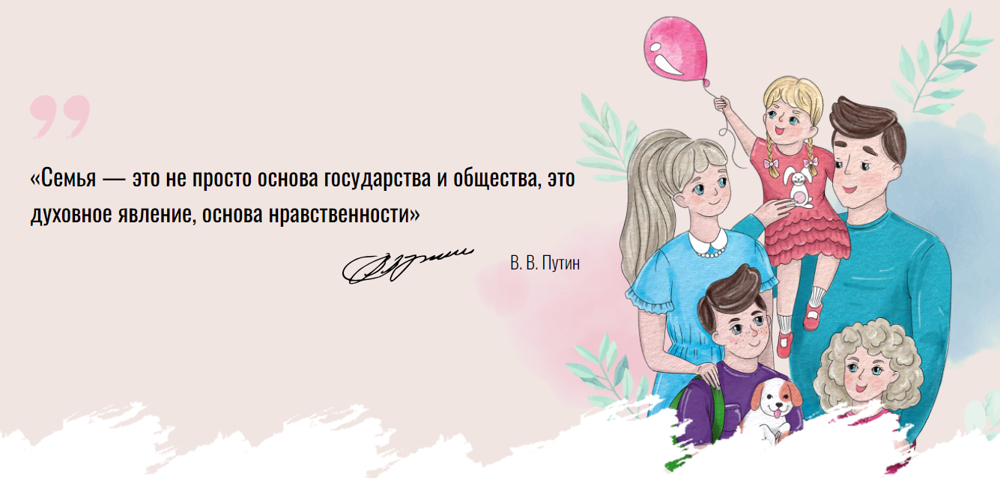 «Семья — это не просто основа государства и общества, это
духовное явление, основа нравственности»
В. В. Путин